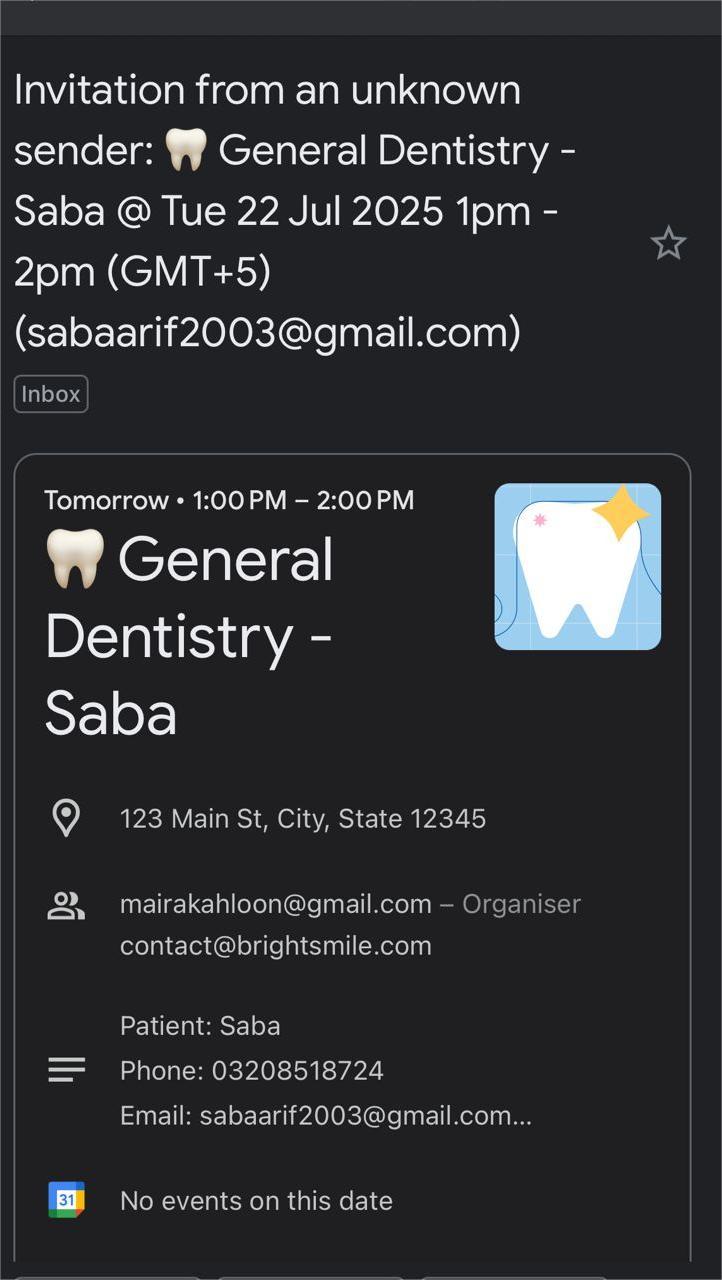 Invitation from an unknown
sender: 🦷 General Dentistry -
Saba @ Tue 22 Jul 2025 1pm -
2pm (GMT+5)
(sabaarif2003@gmail.com)
Inbox
Tomorrow • 1:00 PM – 2:00 PM
🦷 General
Dentistry -
Saba
123 Main St, City, State 12345
mairakahloon@gmail.com – Organiser
contact@brightsmile.com
Patient: Saba
Phone: 03208518724
Email: sabaarif2003@gmail.com...
31
No events on this date